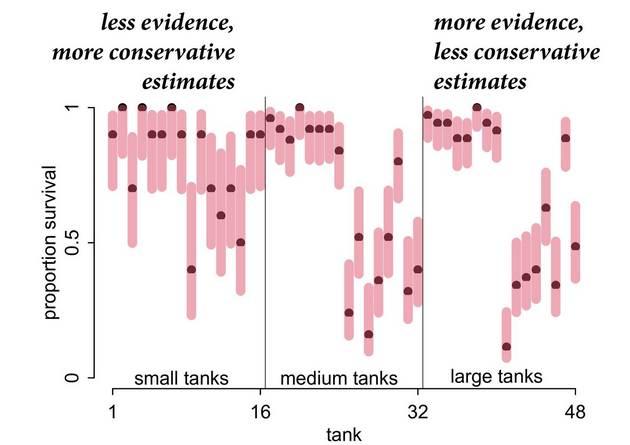 less evidence,
more conservative
estimates
more evidence,
less conservative
estimates
proportion survival
1
0.5
0
small tanks
medium tanks
large tanks
1
16
32
48
tank